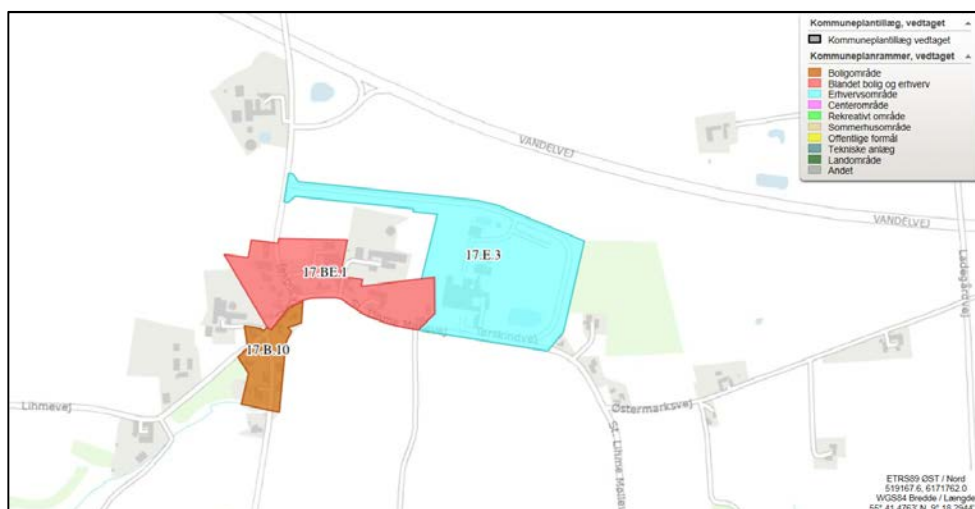 Kommuneplantillæg, vedtaget
Kommuneplantillæg vedtaget
Kommuneplanrammer, vedtaget
Boligområde
Blandet bolig og erhverv
Erhvervsområde
Centerområde
Rekreativt område
Sommerhusområde
Offentlige formål
Tekniske anlæg
Landområde
Andet
VANDELVEJ
VANDELVEJ
Ladegårdvej
17.E.3
17.BE.1
17.B.10
Lihmevej
Østermarksvej
ETRS89 ØST / Nord
519167.6, 6171762.0
WGS84 Bredde / Længde